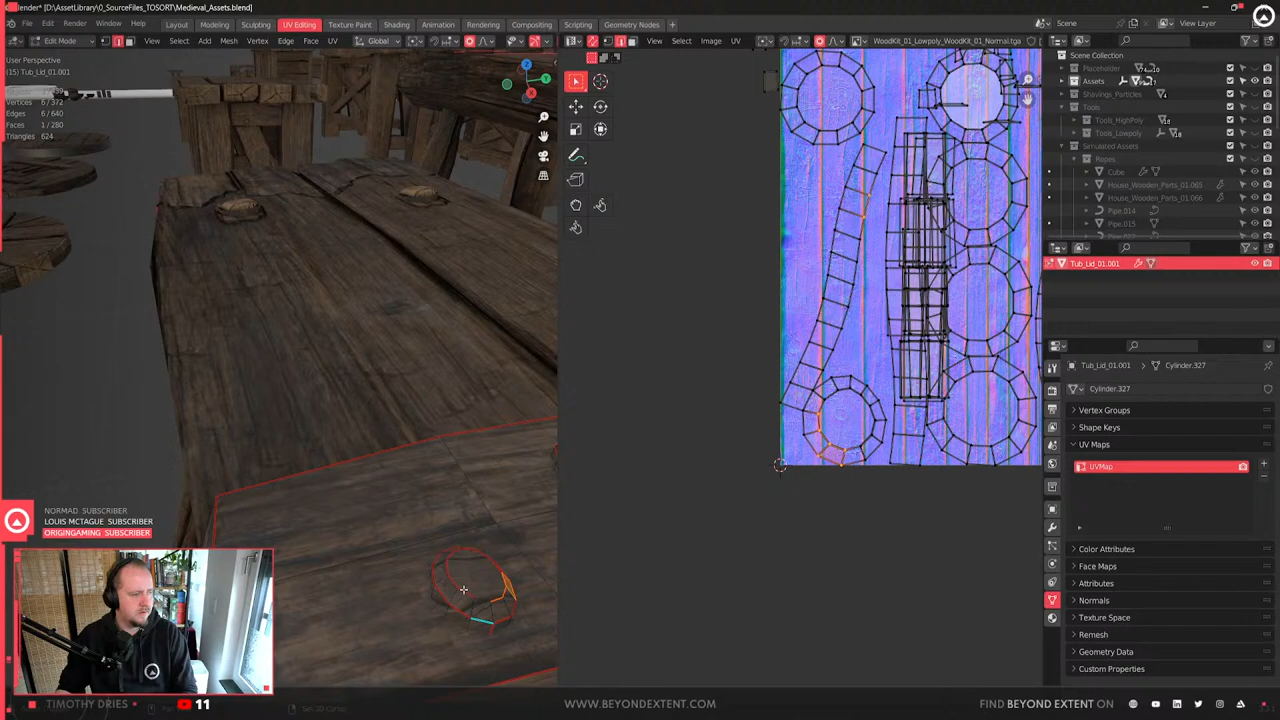 Blender* [D:\AssetLibrary\0_SourceFiles_TOSORT\Medieval_Assets.blend]
File Edit Render Window Help
Layout Modeling Sculpting UV Editing Texture Paint Shading Animation Rendering Compositing Scripting Geometry Nodes +
Scene
View Layer
Edit Mode
View Select Add Mesh Vertex Edge Face UV
Global
View Select Image UV
WoodKit_01_Lowpoly_WoodKit_01_Normal.tga
User Perspective
(15) Tub_Lid_01.001
Vertices 6 / 372
Edges 6 / 640
Faces 1 / 280
Triangles 624
Z
Y
X
Scene Collection
Placeholder
Assets
Shavings_Particles
Tools
Tools_HighPoly
Tools_Lowpoly
Simulated Assets
Ropes
Cube
House_Wooden_Parts_01.065
House_Wooden_Parts_01.066
Pipe.014
Pipe.015
Tub_Lid_01.001
Tub_Lid_01.001
Cylinder.327
Cylinder.327
Vertex Groups
Shape Keys
UV Maps
UVMap
Color Attributes
Face Maps
Attributes
Normals
Texture Space
Remesh
Geometry Data
Custom Properties
NORMAD SUBSCRIBER
LOUIS MCTAGUE SUBSCRIBER
ORIGINGAMING SUBSCRIBER
TIMOTHY DRIES
11
WWW.BEYONDEXTENT.COM
FIND BEYOND EXTENT ON